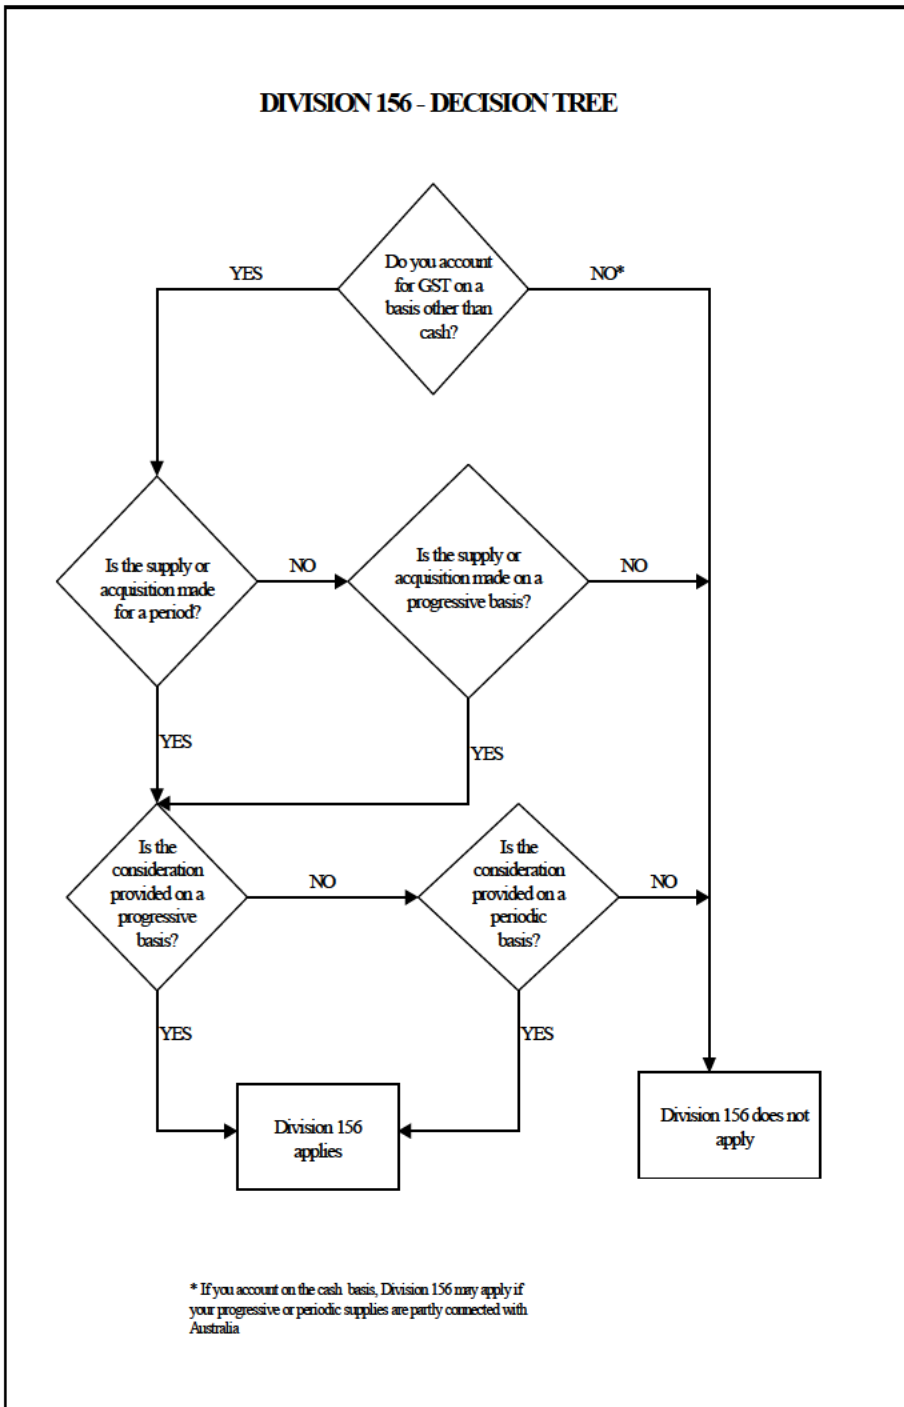 DIVISION 156 - DECISION TREE
Do you account
for GST on a
basis other than
cash?
YES
NO*
Is the supply or
acquisition made
for a period?
NO
Is the supply or
acquisition made on a
progressive basis?
NO
YES
YES
Is the
consideration
provided on a
progressive
basis?
NO
Is the
consideration
provided on a
periodic
basis?
NO
YES
YES
Division 156
applies
Division 156 does not
apply
* If you account on the cash basis, Division 156 may apply if
your progressive or periodic supplies are partly connected with
Australia